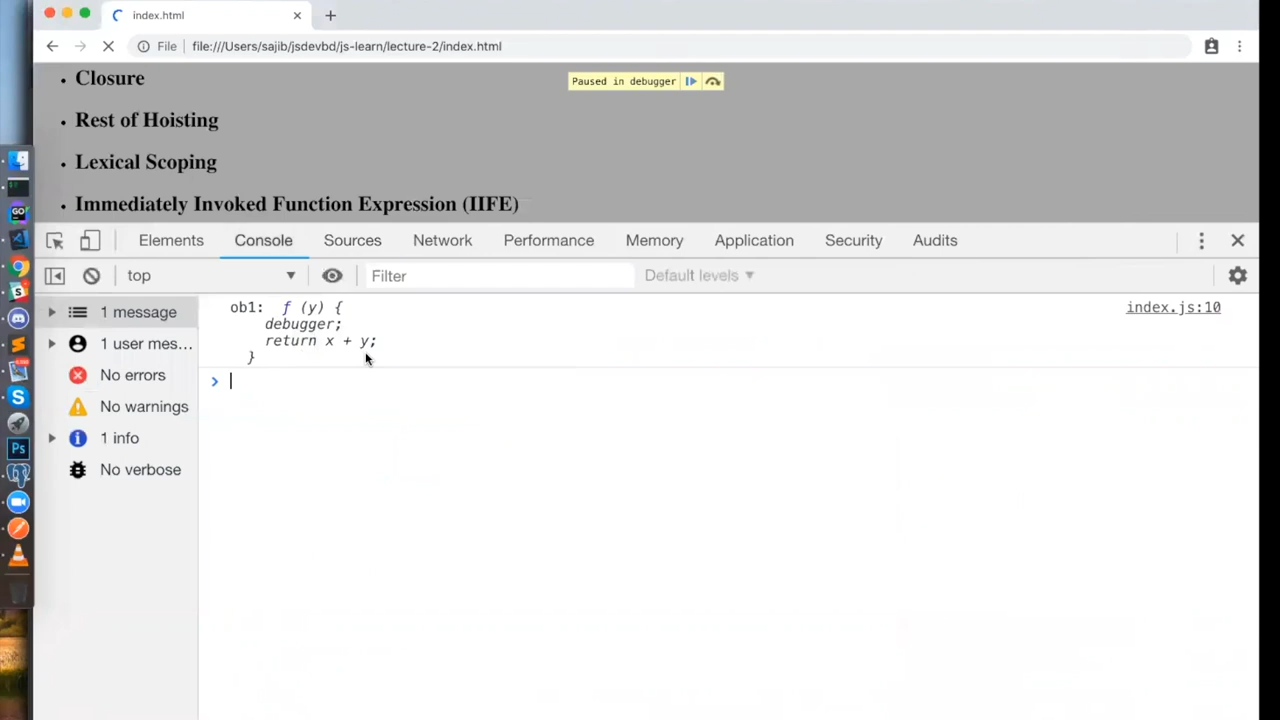 index.html
File
file:///Users/sajib/jsdevbd/js-learn/lecture-2/index.html
• Closure
Paused in debugger
• Rest of Hoisting
• Lexical Scoping
• Immediately Invoked Function Expression (IIFE)
Elements Console Sources Network Performance Memory Application Security Audits
top Filter Default levels
1 message
ob1: f (y) { index.js:10
debugger;
return x + y;
}
1 user mes...
No errors
No warnings
1 info
No verbose
GO
S
Ps